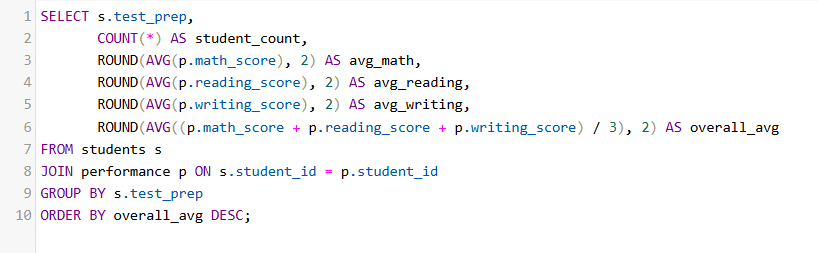 1 SELECT s.test_prep,
2 COUNT(*) AS student_count,
3 ROUND(AVG(p.math_score), 2) AS avg_math,
4 ROUND(AVG(p.reading_score), 2) AS avg_reading,
5 ROUND(AVG(p.writing_score), 2) AS avg_writing,
6 ROUND(AVG((p.math_score + p.reading_score + p.writing_score) / 3), 2) AS overall_avg
7 FROM students s
8 JOIN performance p ON s.student_id = p.student_id
9 GROUP BY s.test_prep
10 ORDER BY overall_avg DESC;